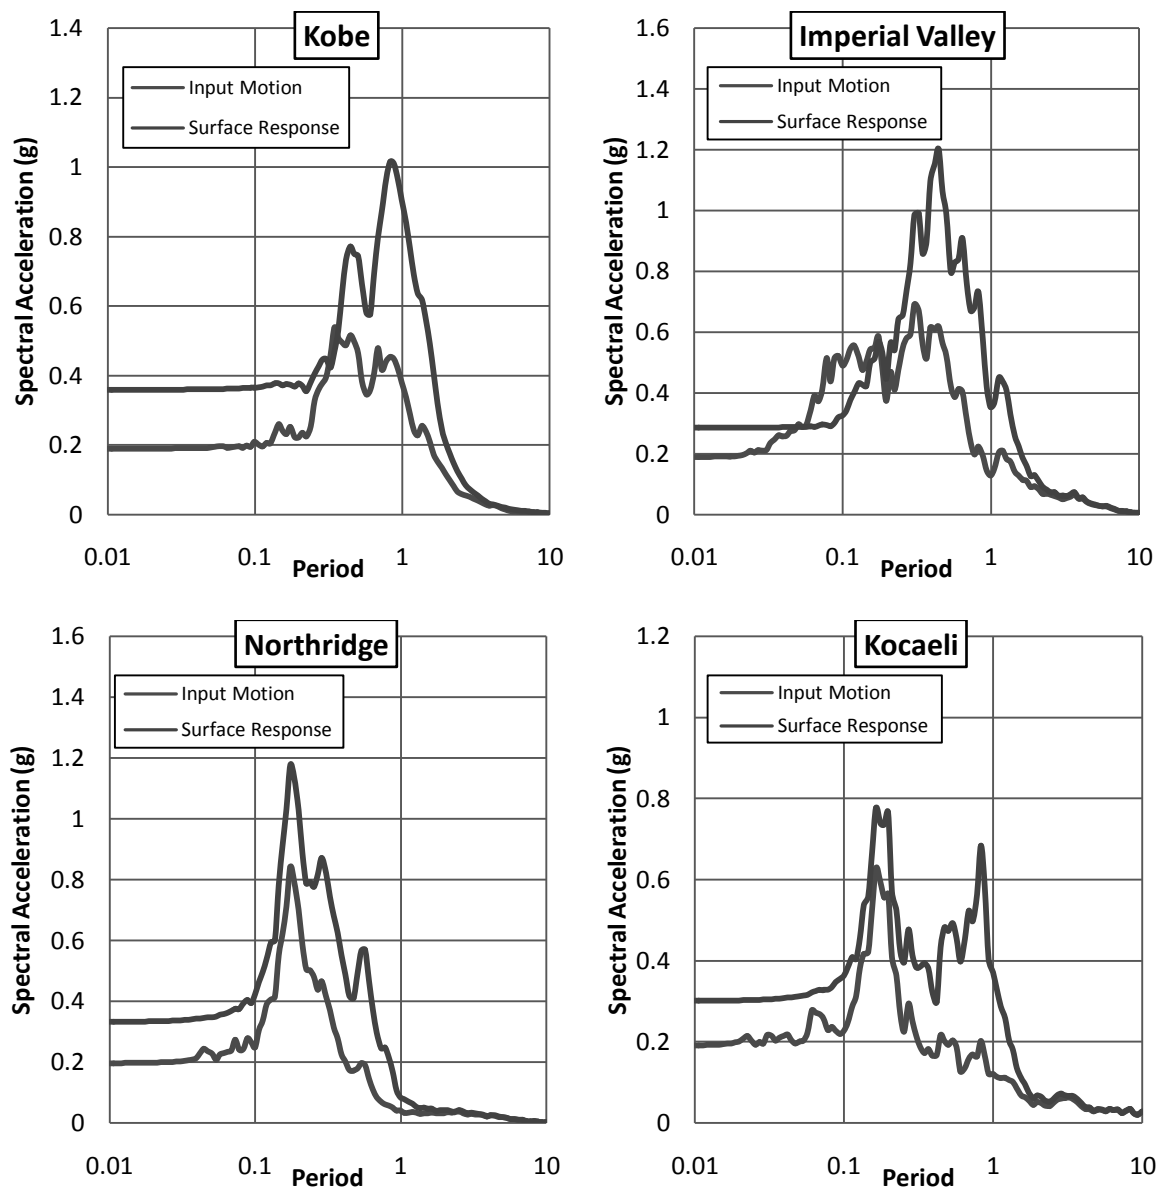 Kobe
Input Motion
Surface Response
Spectral Acceleration (g)
1.4
1.2
1
0.8
0.6
0.4
0.2
0
0.01
0.1
1
10
Period
Imperial Valley
Input Motion
Surface Response
Spectral Acceleration (g)
1.6
1.4
1.2
1
0.8
0.6
0.4
0.2
0
0.01
0.1
1
10
Period
Northridge
Input Motion
Surface Response
Spectral Acceleration (g)
1.6
1.4
1.2
1
0.8
0.6
0.4
0.2
0
0.01
0.1
1
10
Period
Kocaeli
Input Motion
Surface Response
Spectral Acceleration (g)
1.2
1
0.8
0.6
0.4
0.2
0
0.01
0.1
1
10
Period